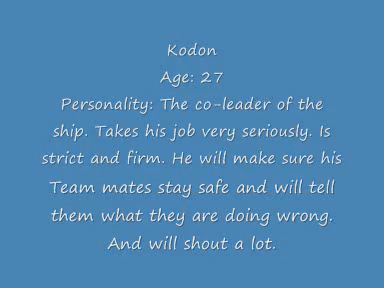 Kodon
Age: 27
Personality: The co-leader of the
ship. Takes his job very seriously. Is
strict and firm. He will make sure his
Team mates stay safe and will tell
them what they are doing wrong.
And will shout a lot.